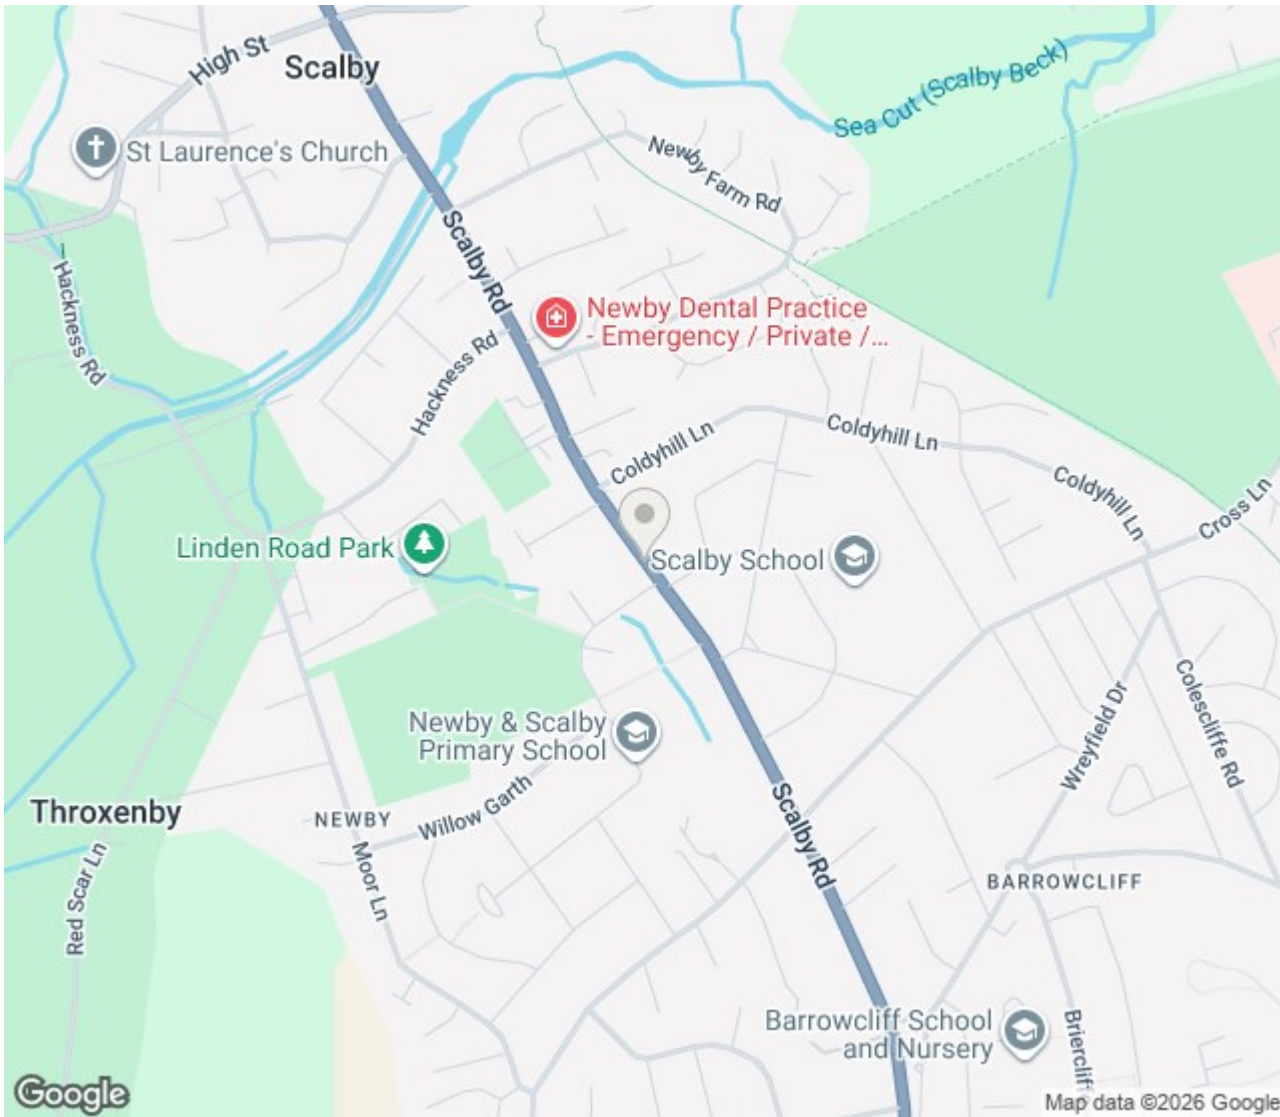 High St
Scalby
St Laurence's Church
Sea Cut (Scalby Beck)
Newby Farm Rd
Scalby Rd
Hackness Rd
Newby Dental Practice
- Emergency / Private /...
Hackness Rd
Coldyhill Ln
Coldyhill Ln
Coldyhill Ln
Cross Ln
Linden Road Park
Scalby School
Colescliffe Rd
Wreyfield Dr
Newby & Scalby
Primary School
Throxenby
NEWBY
Willow Garth
Scalby Rd
Moor Ln
Red Scar Ln
BARROWCLIFF
Barrowcliff School
and Nursery
Google
Map data ©2026 Google